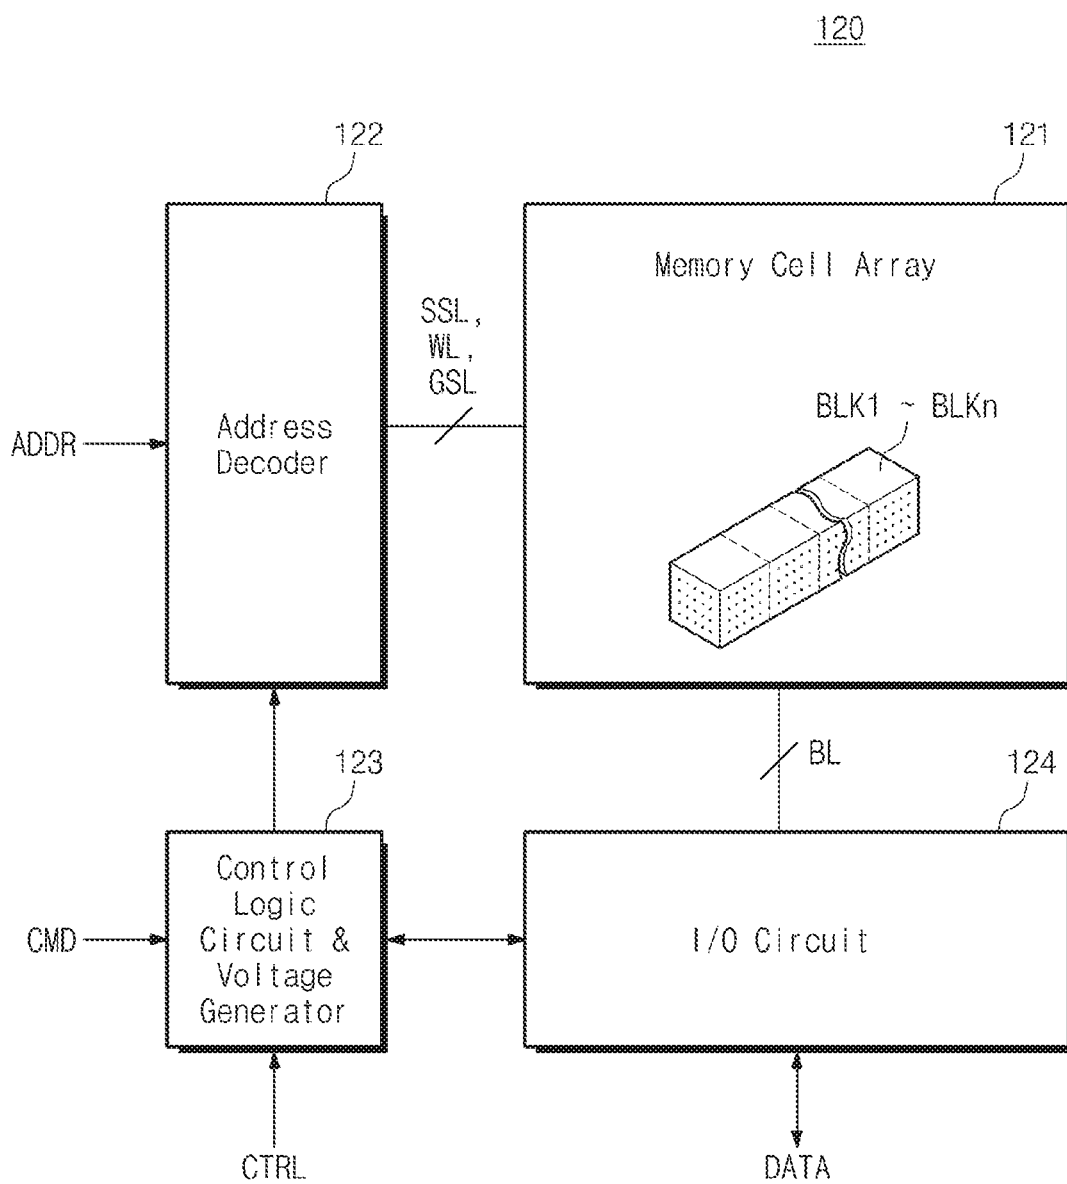 120
122
121
Memory Cell Array
SSL,
WL,
GSL
BLK1 ~ BLKn
ADDR
Address
Decoder
123
BL
124
Control
Logic
Circuit &
Voltage
Generator
CMD
I/O Circuit
CTRL
DATA